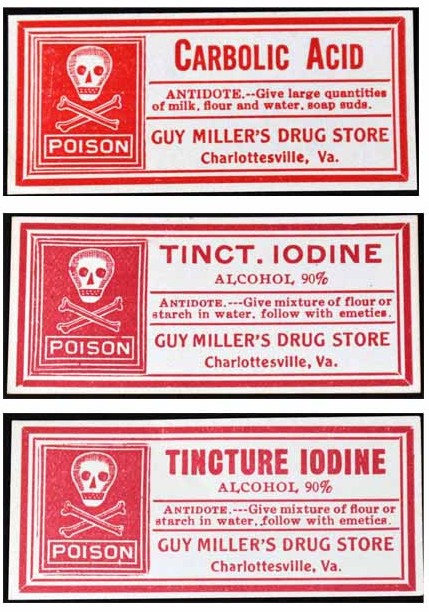 CARBOLIC ACID
ANTIDOTE.--Give large quantities
of milk, flour and water, soap suds.
POISON
GUY MILLER'S DRUG STORE
Charlottesville, Va.
TINCT. IODINE
ALCOHOL 90%
ANTIDOTE.---Give mixture of flour or
starch in water, follow with emetics.
POISON
GUY MILLER'S DRUG STORE
Charlottesville, Va.
TINCTURE IODINE
ALCOHOL 90%
ANTIDOTE.---Give mixture of flour or
starch in water, follow with emetics.
POISON
GUY MILLER'S DRUG STORE
Charlottesville, Va.